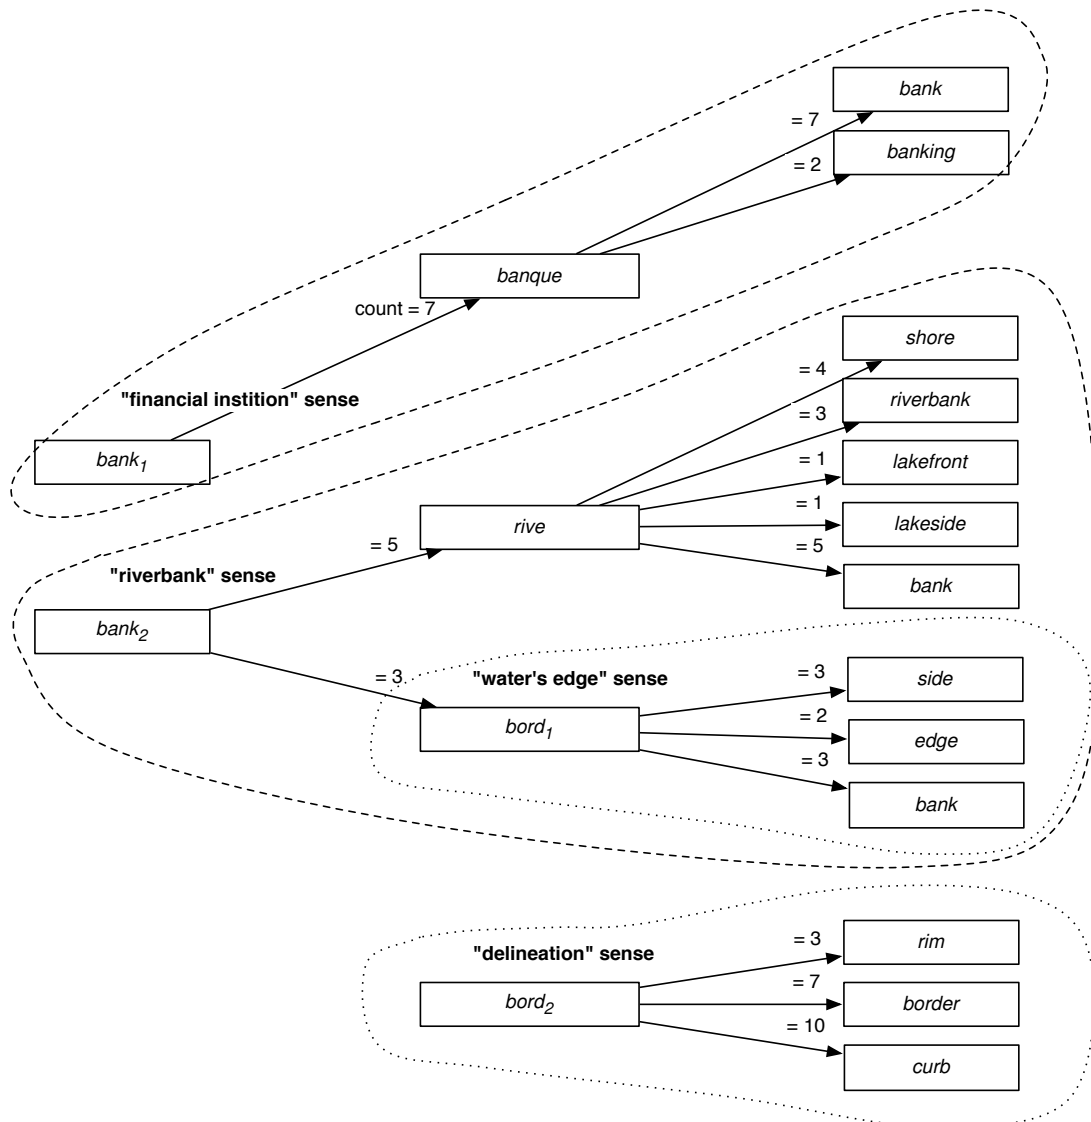 bank
= 7
banking
= 2
banque
count = 7
shore
= 4
"financial instition" sense
riverbank
= 3
bank1
= 1
lakefront
= 1
lakeside
rive
= 5
= 5
"riverbank" sense
bank
bank2
= 3
"water's edge" sense
= 3
side
bord1
= 2
edge
= 3
bank
= 3
rim
"delineation" sense
= 7
bord2
border
= 10
curb